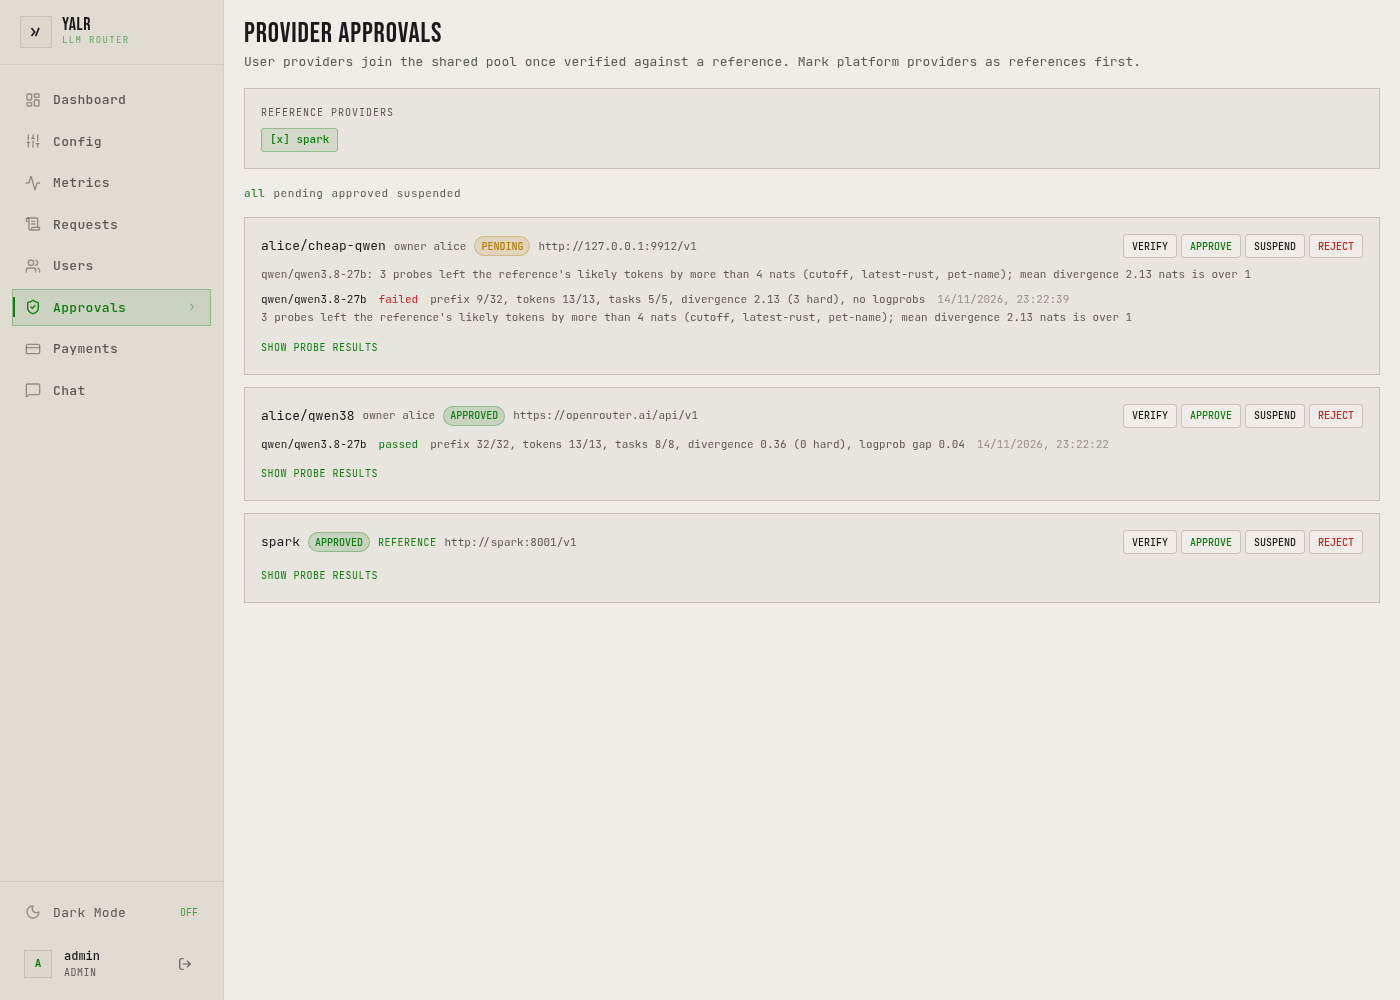 YALR
LLM ROUTER
Dashboard
Config
Metrics
Requests
Users
Approvals
Payments
Chat
Dark Mode OFF
A
admin
ADMIN
PROVIDER APPROVALS
User providers join the shared pool once verified against a reference. Mark platform providers as references first.
REFERENCE PROVIDERS
[x] spark
all pending approved suspended
alice/cheap-qwen owner alice PENDING http://127.0.0.1:9912/v1 VERIFY APPROVE SUSPEND REJECT
qwen/qwen3.8-27b: 3 probes left the reference's likely tokens by more than 4 nats (cutoff, latest-rust, pet-name); mean divergence 2.13 nats is over 1
qwen/qwen3.8-27b failed prefix 9/32, tokens 13/13, tasks 5/5, divergence 2.13 (3 hard), no logprobs 14/11/2026, 23:22:39
3 probes left the reference's likely tokens by more than 4 nats (cutoff, latest-rust, pet-name); mean divergence 2.13 nats is over 1
SHOW PROBE RESULTS
alice/qwen38 owner alice APPROVED https://openrouter.ai/api/v1 VERIFY APPROVE SUSPEND REJECT
qwen/qwen3.8-27b passed prefix 32/32, tokens 13/13, tasks 8/8, divergence 0.36 (0 hard), logprob gap 0.04 14/11/2026, 23:22:22
SHOW PROBE RESULTS
spark APPROVED REFERENCE http://spark:8001/v1 VERIFY APPROVE SUSPEND REJECT
SHOW PROBE RESULTS